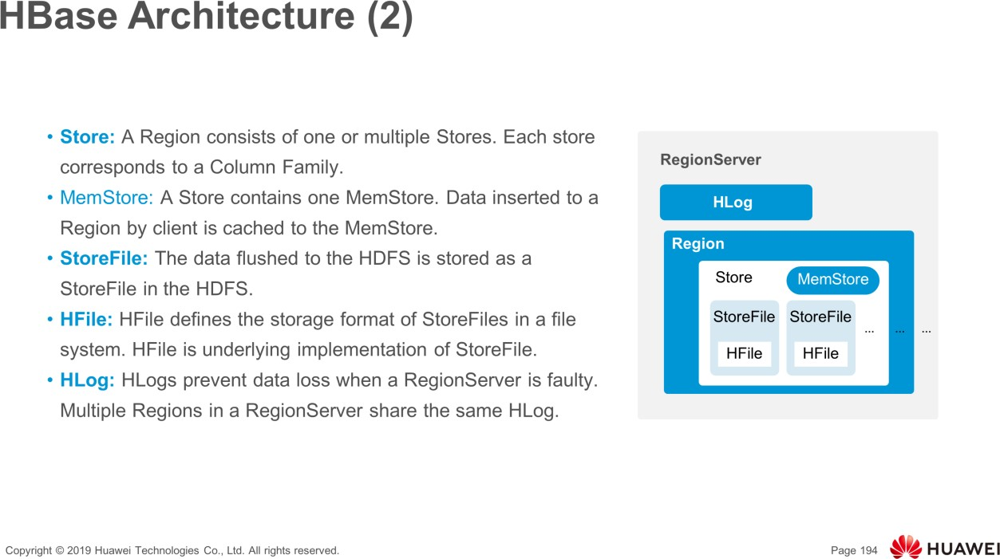 HBase Architecture (2)
• Store: A Region consists of one or multiple Stores. Each store
corresponds to a Column Family.
• MemStore: A Store contains one MemStore. Data inserted to a
Region by client is cached to the MemStore.
• StoreFile: The data flushed to the HDFS is stored as a
StoreFile in the HDFS.
• HFile: HFile defines the storage format of StoreFiles in a file
system. HFile is underlying implementation of StoreFile.
• HLog: HLogs prevent data loss when a RegionServer is faulty.
Multiple Regions in a RegionServer share the same HLog.
RegionServer
HLog
Region
Store MemStore
StoreFile StoreFile
... ... ...
HFile HFile
Copyright © 2019 Huawei Technologies Co., Ltd. All rights reserved.
Page 194
HUAWEI